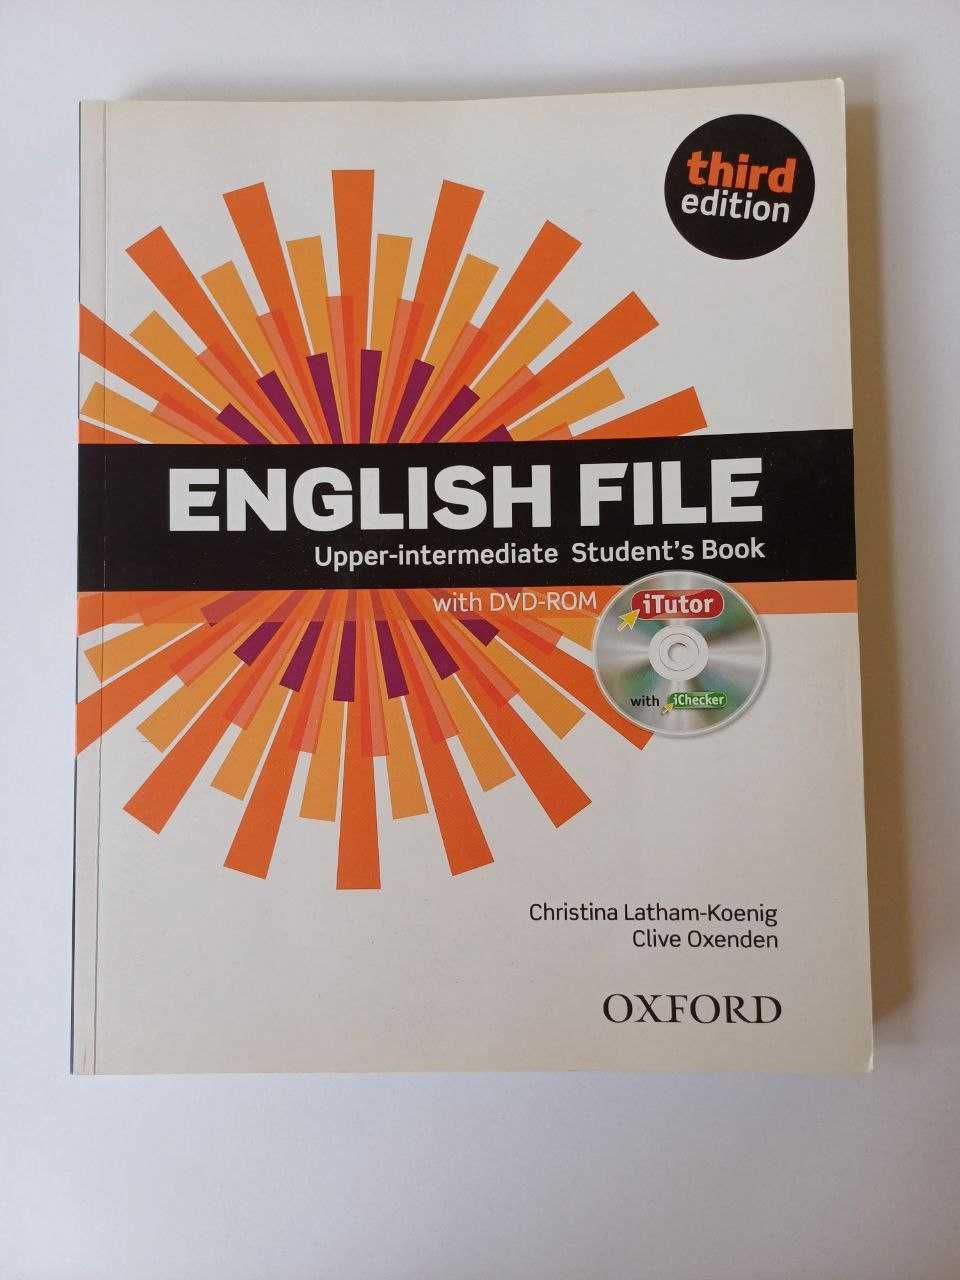 third
edition
ENGLISH FILE
Upper-intermediate Student's Book
with DVD-ROM
iTutor
with iChecker
Christina Latham-Koenig
Clive Oxenden
OXFORD